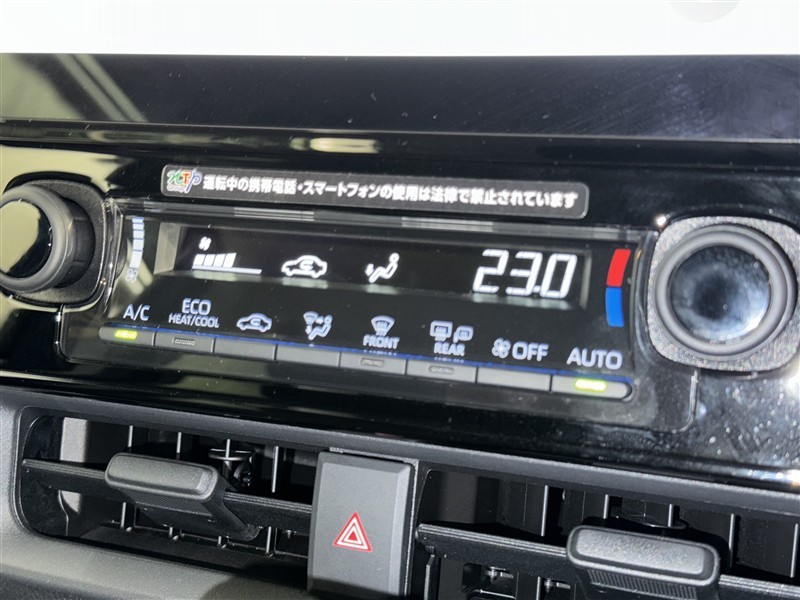 運転中の携帯電話・スマートフォンの使用は法律で禁止されています
23.0
A/C
ECO
HEAT/COOL
FRONT
REAR
OFF
AUTO